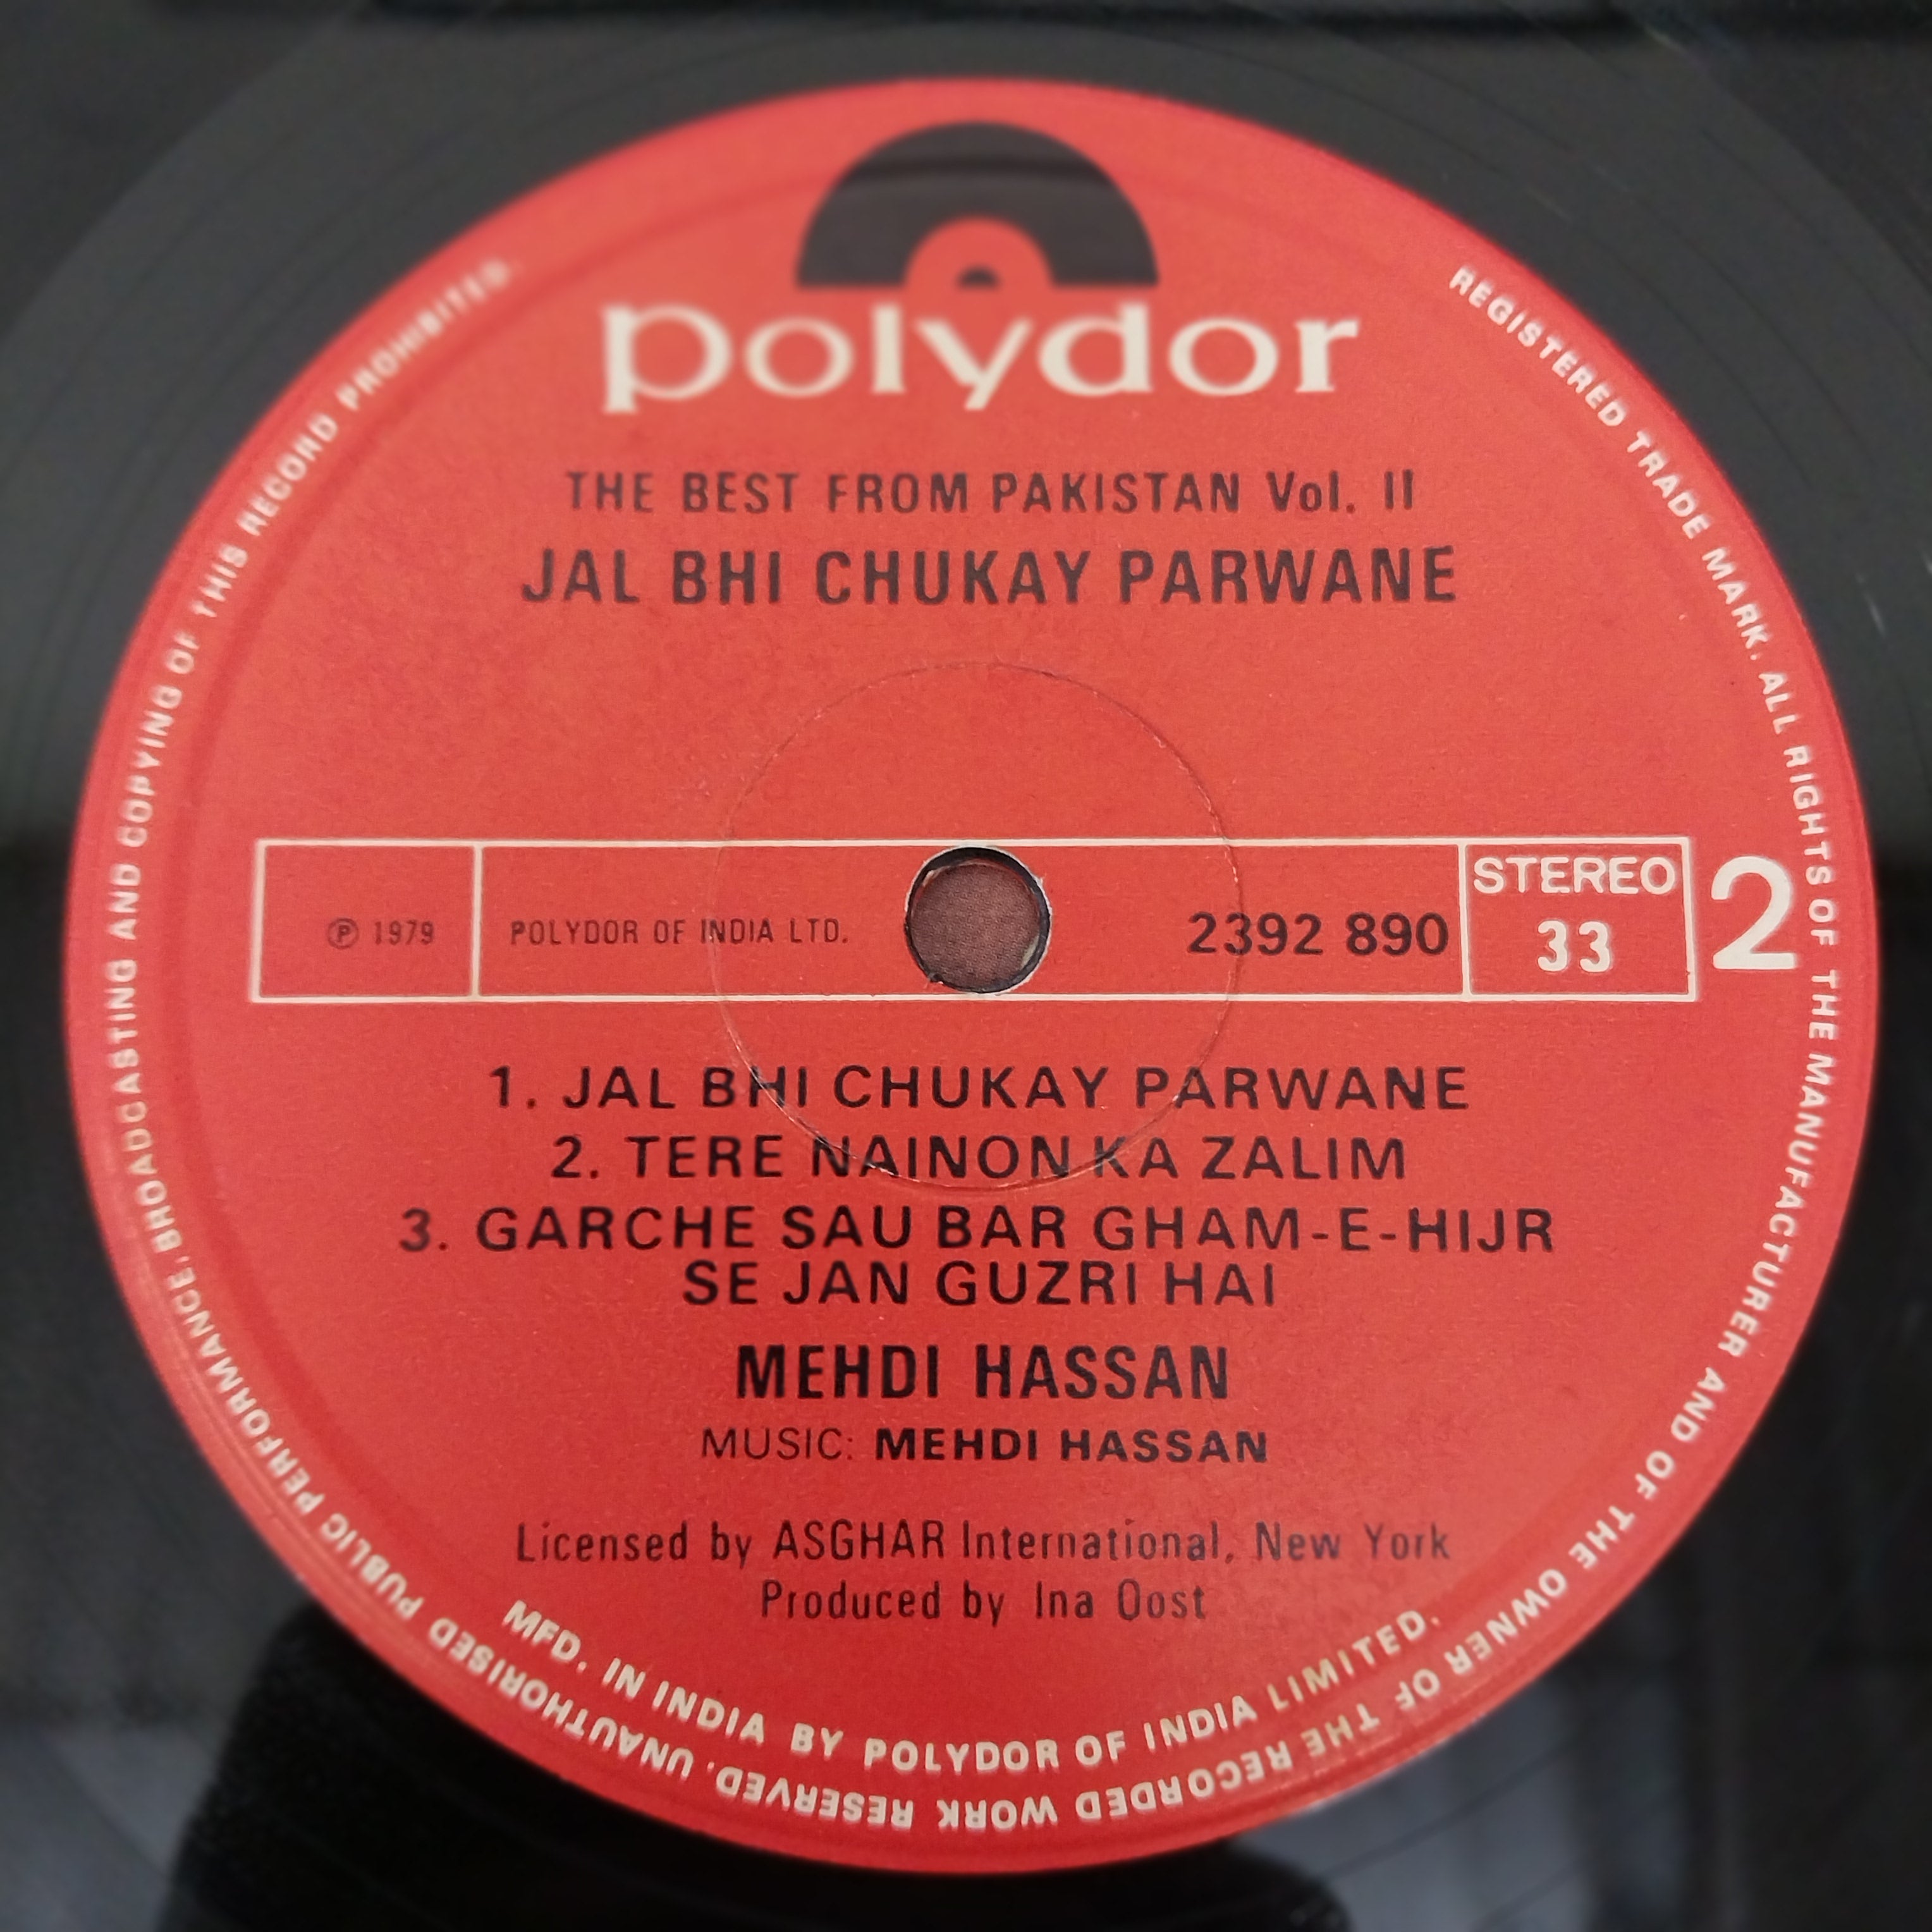 polydor
THE BEST FROM PAKISTAN Vol. II
JAL BHI CHUKAY PARWANE
℗ 1979
POLYDOR OF INDIA LTD.
2392 890
STEREO
33
2
1. JAL BHI CHUKAY PARWANE
2. TERE NAINON KA ZALIM
3. GARCHE SAU BAR GHAM-E-HIJR
SE JAN GUZRI HAI
MEHDI HASSAN
MUSIC: MEHDI HASSAN
Licensed by ASGHAR International, New York
Produced by Ina Oost
MFD. IN INDIA BY POLYDOR OF INDIA LIMITED.
REGISTERED TRADE MARK. ALL RIGHTS OF THE MANUFACTURER AND OF THE OWNER OF THE RECORDED WORK RESERVED. UNAUTHORISED PUBLIC PERFORMANCE, BROADCASTING AND COPYING OF THIS RECORD PROHIBITED.